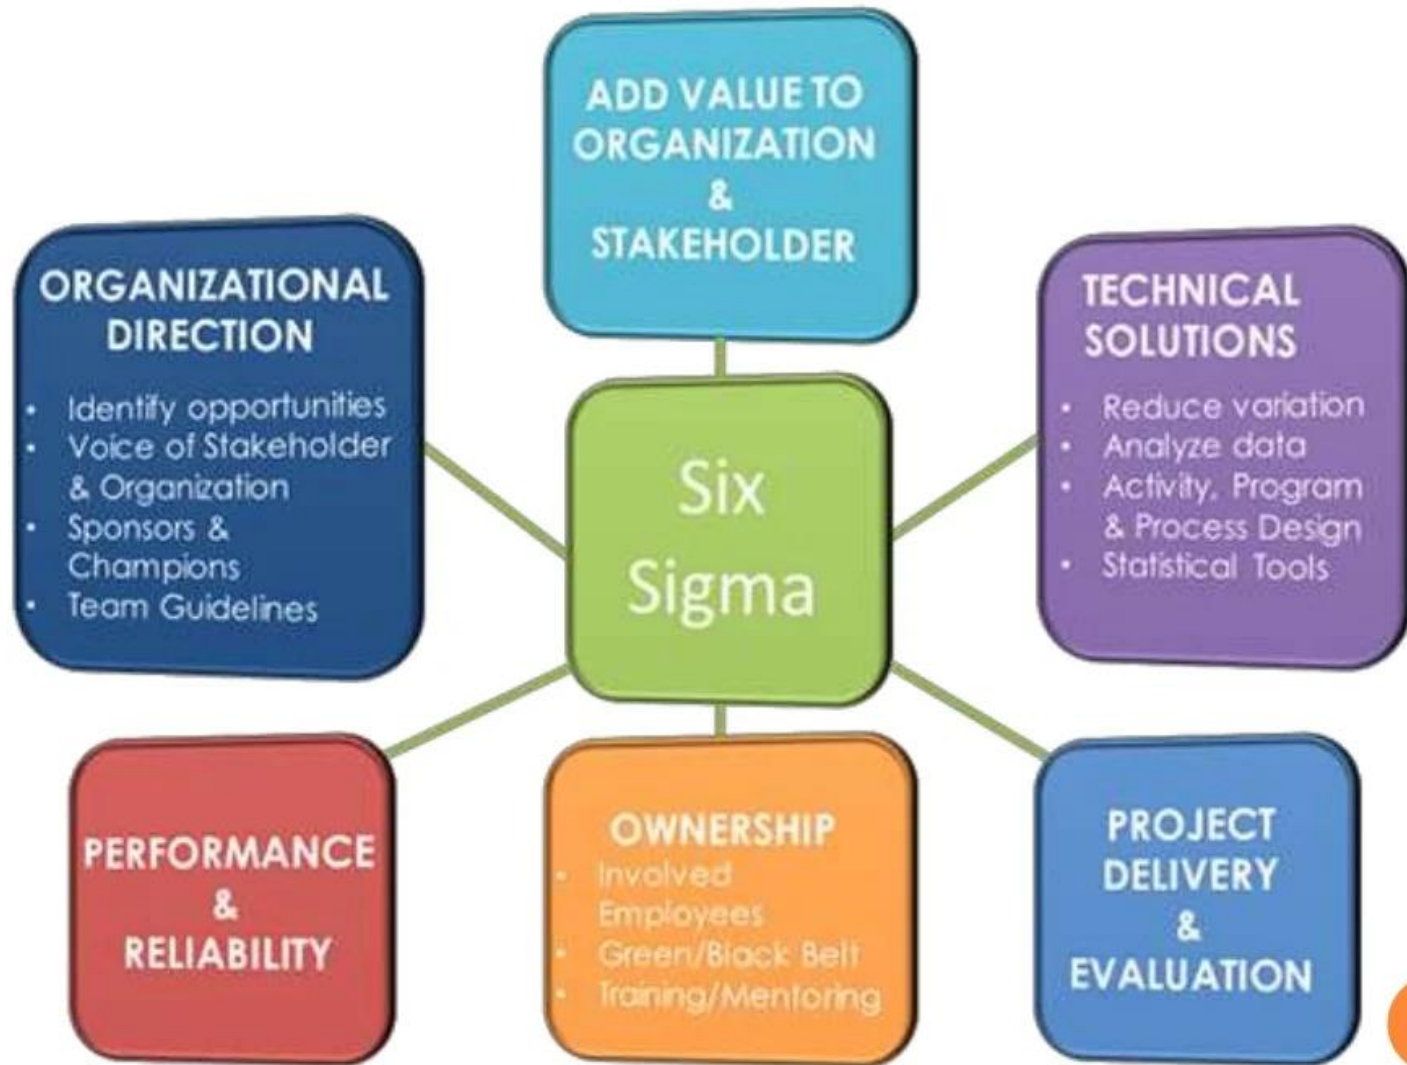 ADD VALUE TO
ORGANIZATION
&
STAKEHOLDER
ORGANIZATIONAL
DIRECTION
• Identify opportunities
• Voice of Stakeholder
& Organization
• Sponsors &
Champions
• Team Guidelines
Six
Sigma
TECHNICAL
SOLUTIONS
• Reduce variation
• Analyze data
• Activity, Program
& Process Design
• Statistical Tools
PERFORMANCE
&
RELIABILITY
OWNERSHIP
• Involved
Employees
• Green/Black Belt
• Training/Mentoring
PROJECT
DELIVERY
&
EVALUATION